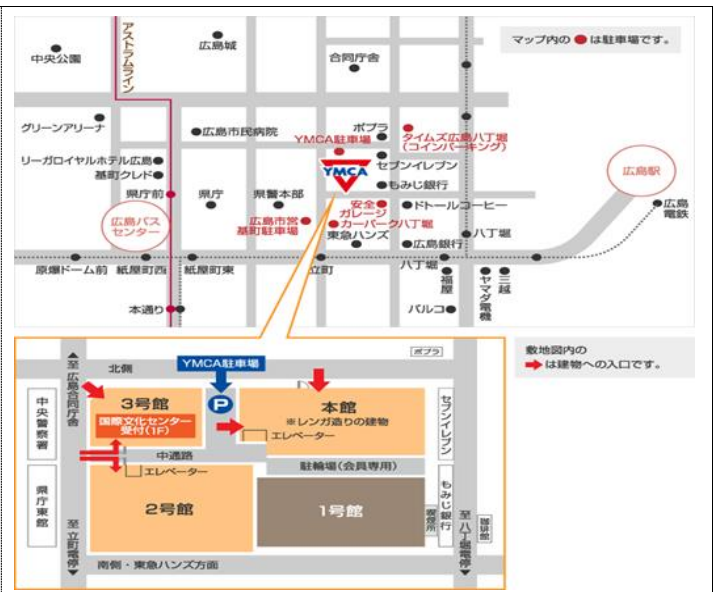 マップ内の ● は駐車場です。
アストラムライン
中央公園
広島城
合同庁舎
グリーンアリーナ
広島市民病院
ポプラ
タイムズ広島八丁堀
(コインパーキング)
YMCA駐車場
リーガロイヤルホテル広島
基町クレド
セブンイレブン
YMCA
もみじ銀行
広島駅
県庁前
県庁
県警本部
安全
ガレージ
ドトールコーヒー
広島
電鉄
広島バス
センター
広島市営
基町駐車場
カーパーク八丁堀
東急ハンズ
広島銀行
八丁堀
原爆ドーム前
紙屋町西
紙屋町東
立町
八丁堀
福屋
ヤマダ電機
三越
本通り
パルコ
敷地図内の
➡ は建物への入口です。
北側
YMCA駐車場
ポプラ
至 広島合同庁舎
中央警察署
3号館
国際文化センター
受付(1F)
P
本館
※レンガ造りの建物
エレベーター
セブンイレブン
中通路
エレベーター
駐輪場(会員専用)
県庁東館
2号館
1号館
喫煙所
もみじ銀行
至 八丁堀電停
珈琲館
至 立町電停
南側・東急ハンズ方面